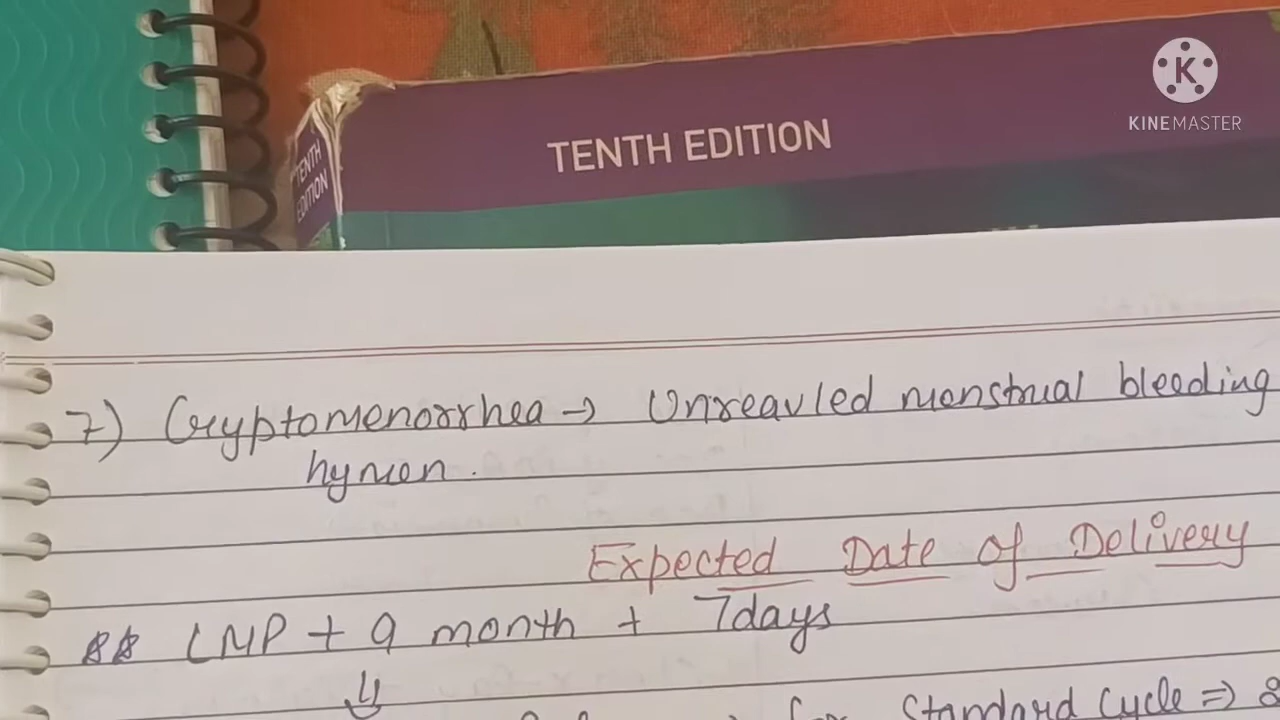 K
KINEMASTER
TENTH EDITION
TENTH
EDITION
7) Cryptomenorrhea → Unreavled menstrual bleeding
hymen.
Expected Date of Delivery
LMP + 9 month + 7days
Standard Cycle ⇒